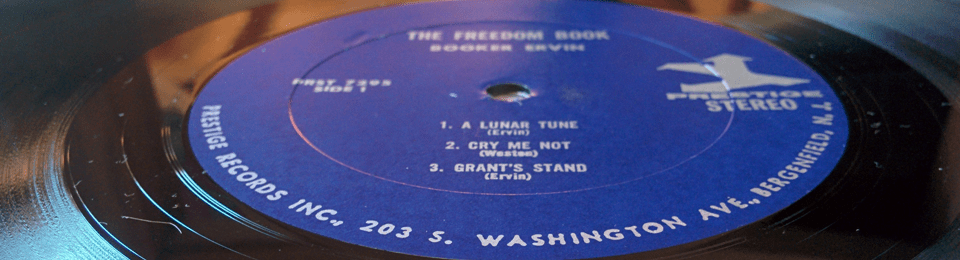 THE FREEDOM BOOK
BOOKER ERVIN
PRST 7295
SIDE 1
PRESTIGE
STEREO
1. A LUNAR TUNE
(Ervin)
2. CRY ME NOT
(Weston)
3. GRANT'S STAND
(Ervin)
PRESTIGE RECORDS INC., 203 S. WASHINGTON AVE., BERGENFIELD, N.